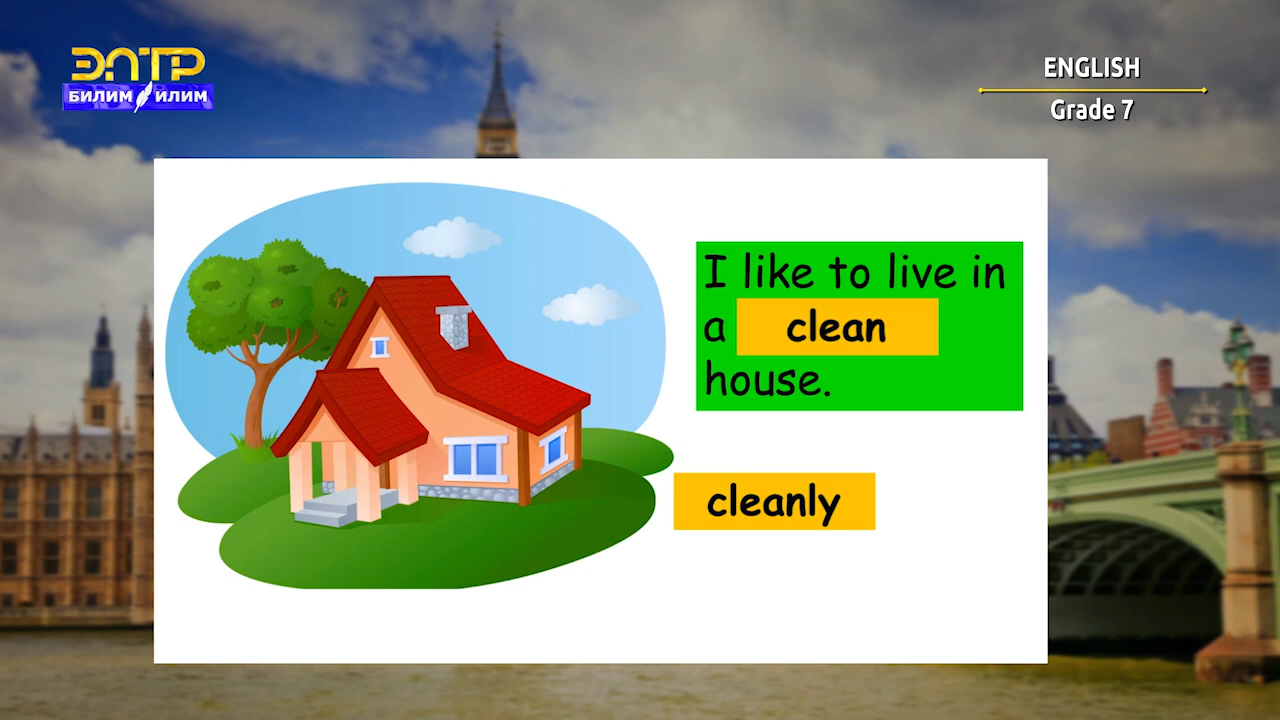 ЭЛТР
БИЛИМ ИЛИМ
ENGLISH
Grade 7
I like to live in
a clean
house.
cleanly